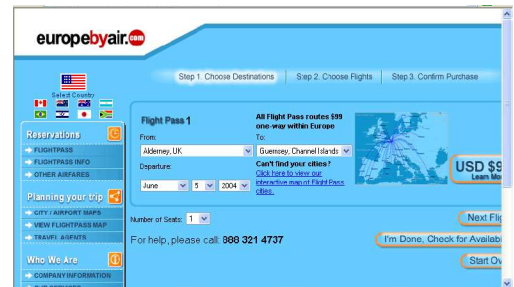 europebyair.com
Step 1. Choose Destinations
Step 2. Choose Flights
Step 3. Confirm Purchase
Select Country
Reservations
FLIGHTPASS
FLIGHTPASS INFO
OTHER AIRFARES
Planning your trip
CITY / AIRPORT MAPS
VIEW FLIGHTPASS MAP
TRAVEL AGENTS
Who We Are
COMPANY INFORMATION
Flight Pass 1
From:
Alderney, UK
Departure:
June 5 2004
All Flight Pass routes $99
one-way within Europe
To:
Guernsey, Channel Islands
Can't find your cities?
Click here to view our
interactive map of Flight Pass
cities.
USD $9
Learn Mo
Number of Seats: 1
For help, please call: 888 321 4737
Next Flig
I'm Done, Check for Availabi
Start Ov